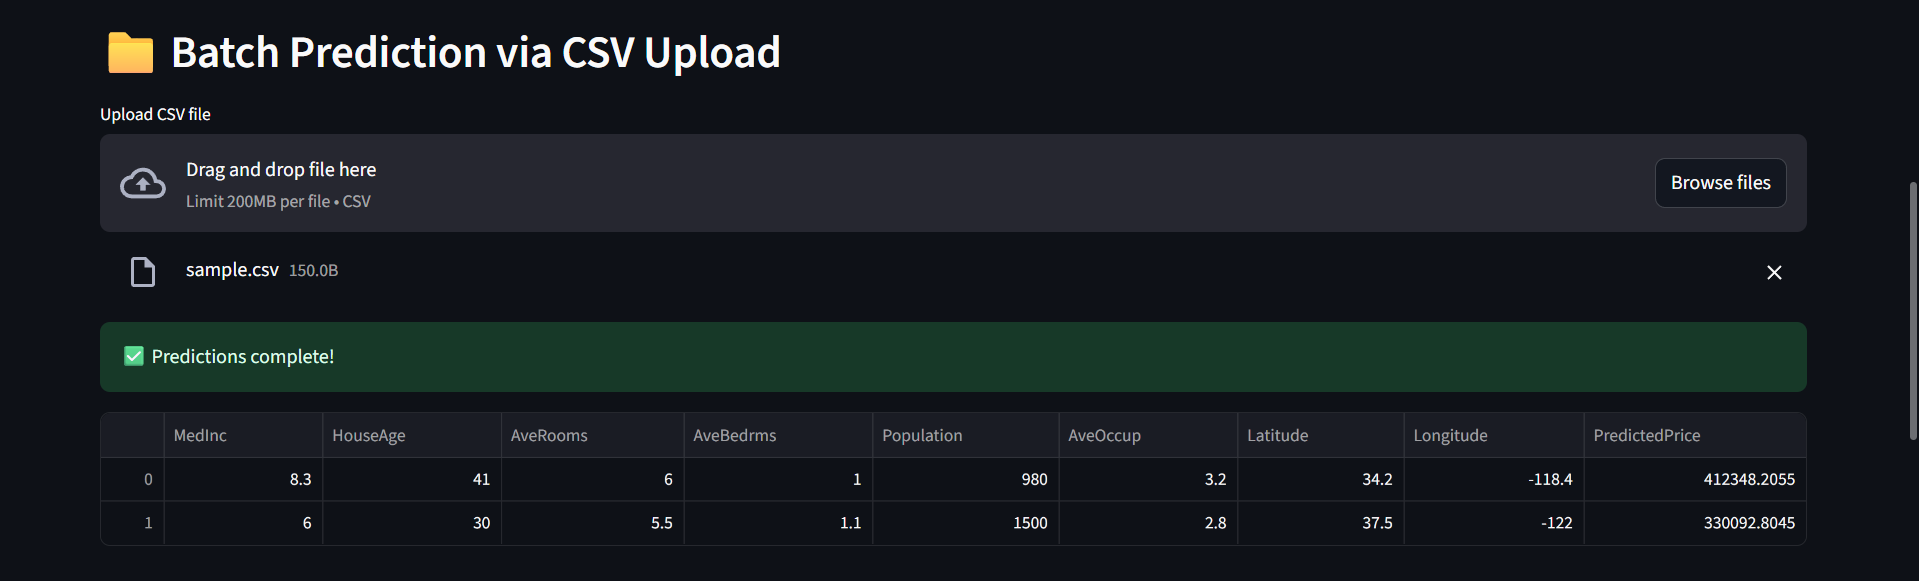 Batch Prediction via CSV Upload
Upload CSV file
Drag and drop file here
Limit 200MB per file • CSV
Browse files
sample.csv 150.0B
Predictions complete!
MedInc HouseAge AveRooms AveBedrms Population AveOccup Latitude Longitude PredictedPrice
0 8.3 41 6 1 980 3.2 34.2 -118.4 412348.2055
1 6 30 5.5 1.1 1500 2.8 37.5 -122 330092.8045